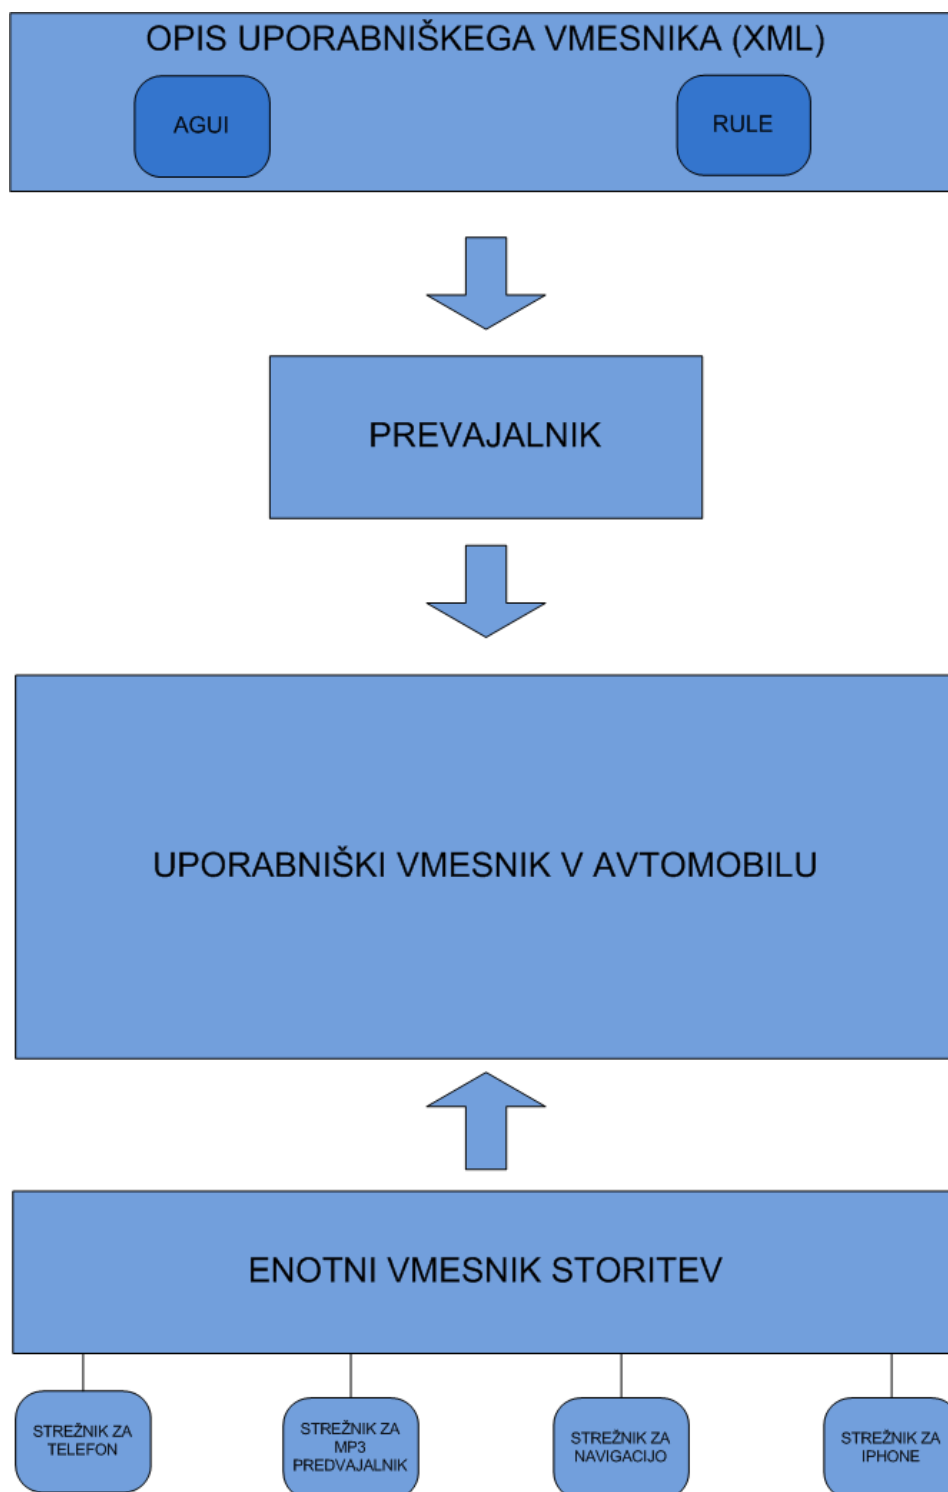 OPIS UPORABNIŠKEGA VMESNIKA (XML)
AGUI
RULE
PREVAJALNIK
UPORABNIŠKI VMESNIK V AVTOMOBILU
ENOTNI VMESNIK STORITEV
STREŽNIK ZA
TELEFON
STREŽNIK ZA
MP3
PREDVAJALNIK
STREŽNIK ZA
NAVIGACIJO
STREŽNIK ZA
IPHONE